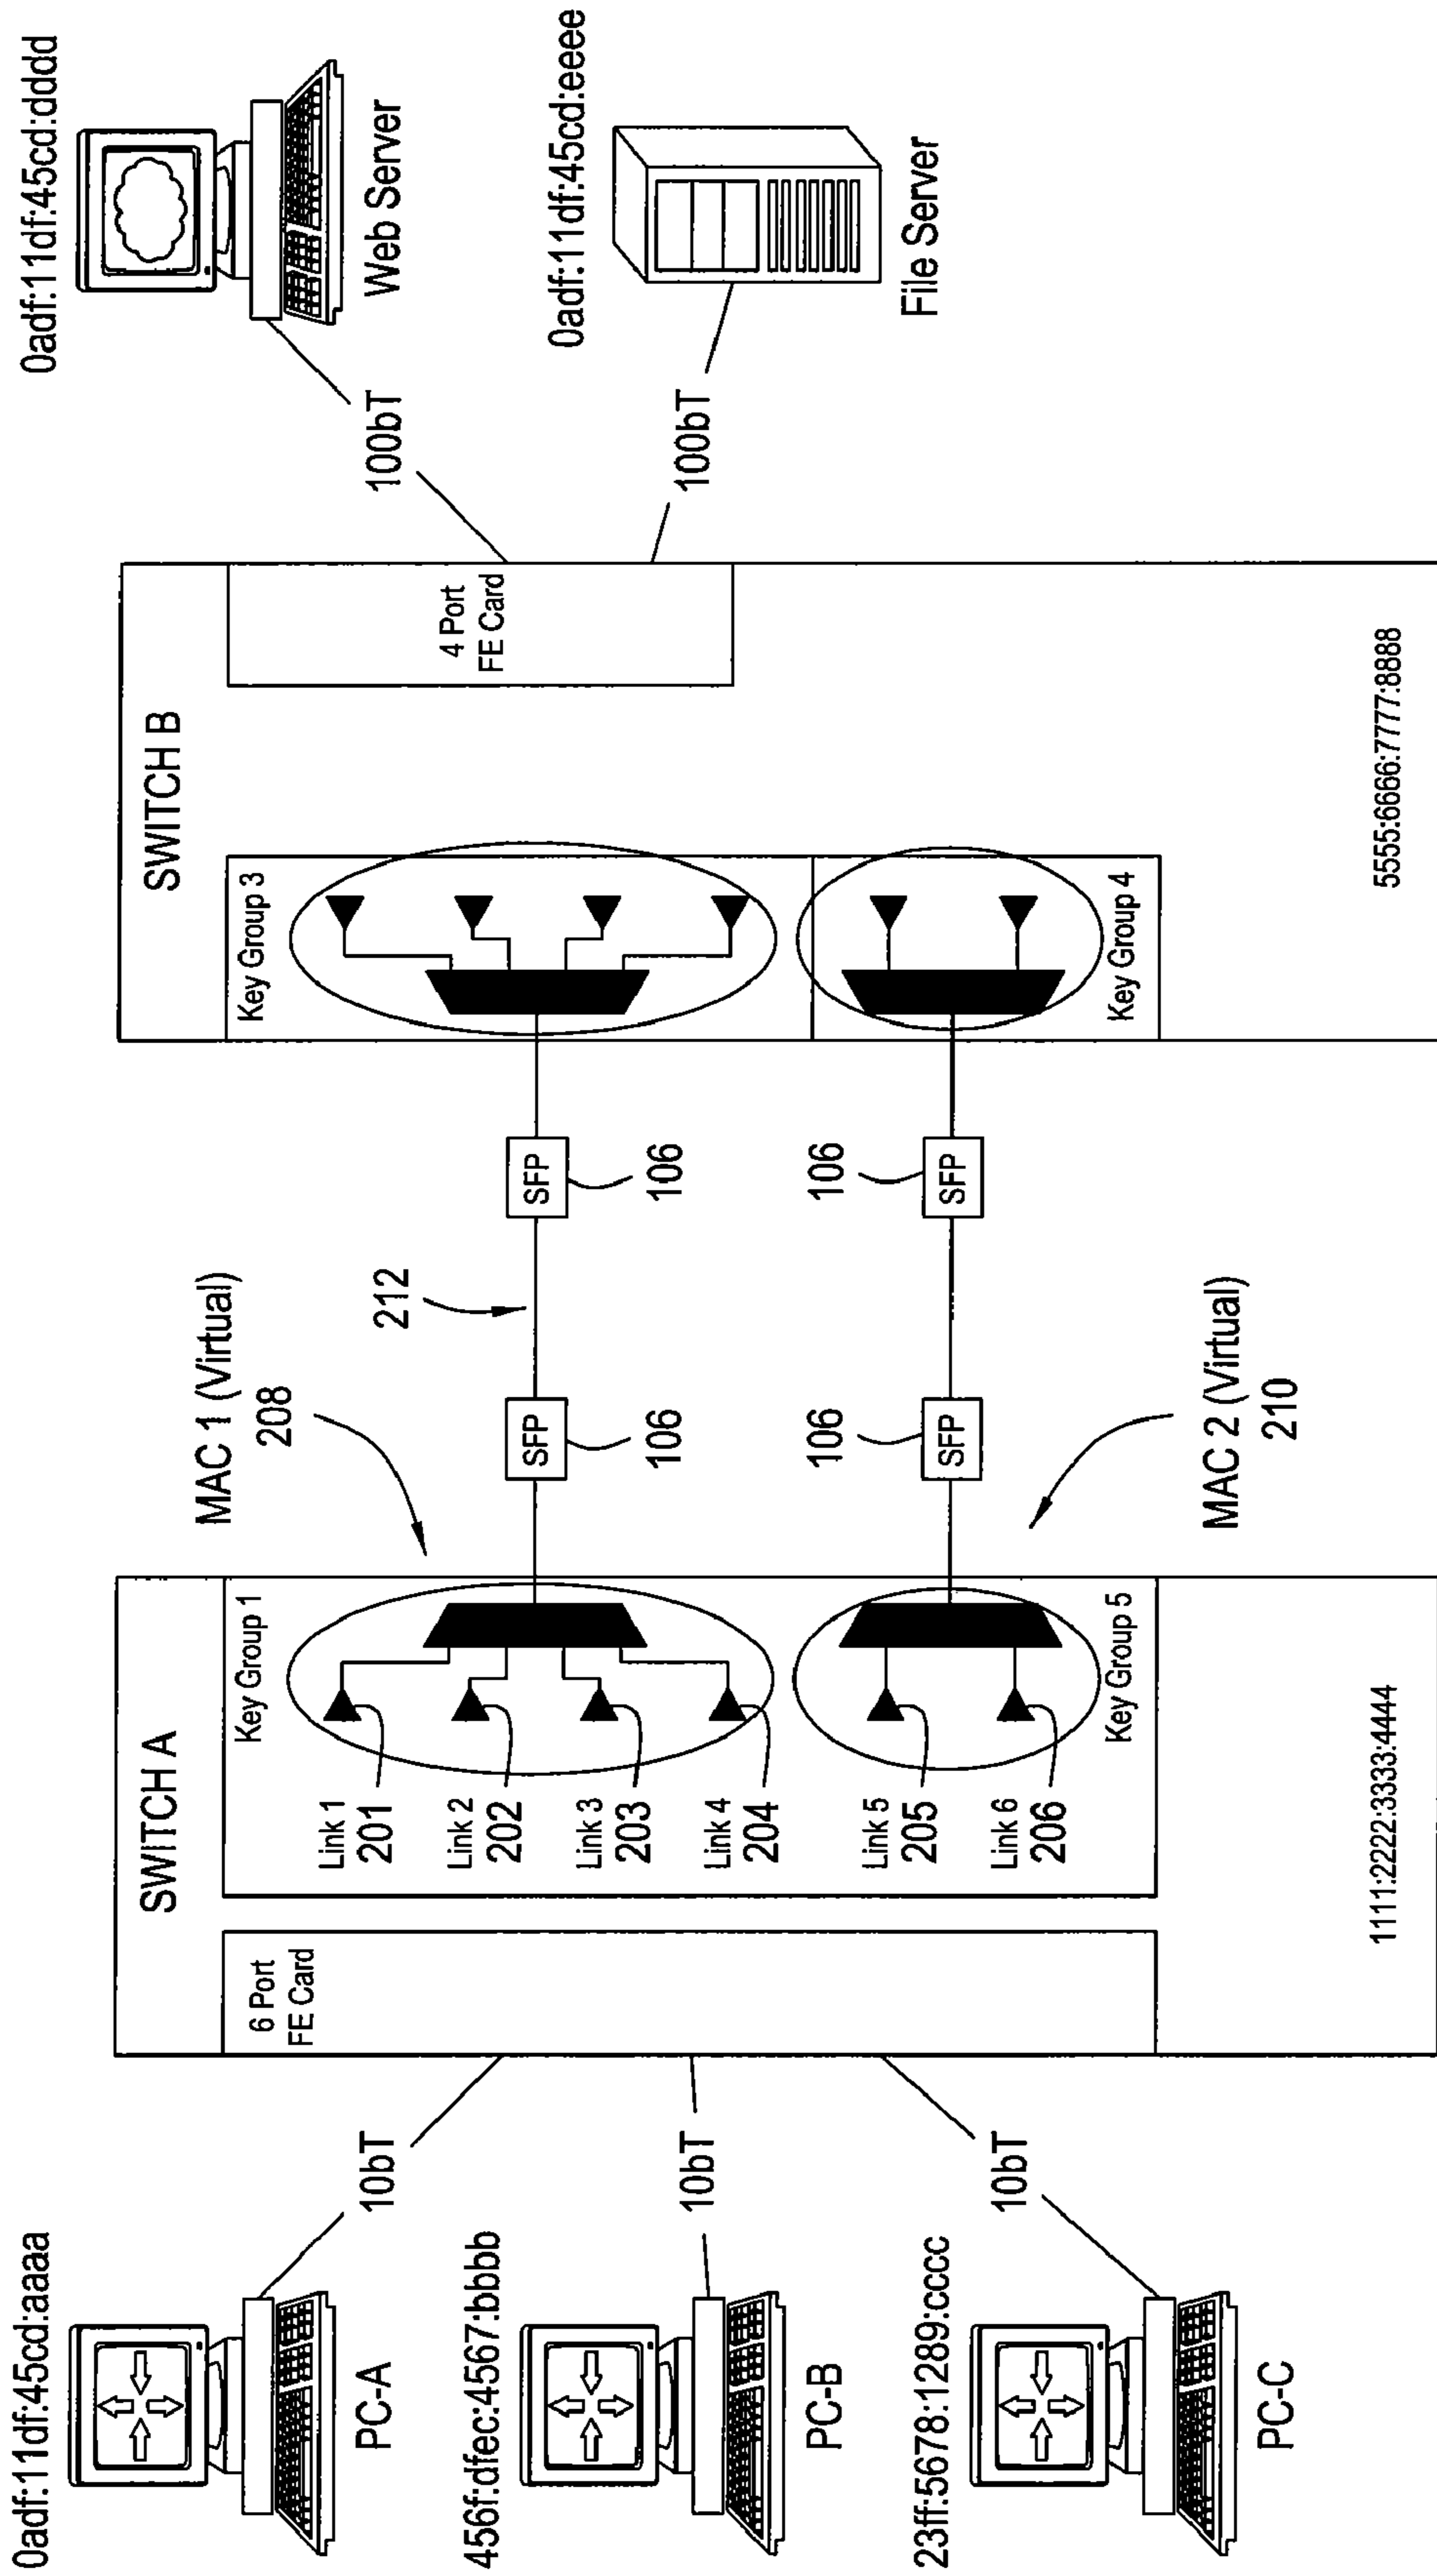 0adf:11df:45cd:aaaa
PC-A
456f:dfec:4567:bbbb
PC-B
23ff:5678:1289:cccc
PC-C
10bT
10bT
10bT
SWITCH A
6 Port
FE Card
Key Group 1
Link 1
201
Link 2
202
Link 3
203
Link 4
204
Link 5
205
Link 6
206
Key Group 5
1111:2222:3333:4444
MAC 1 (Virtual)
208
212
SFP
SFP
106
106
106
106
SFP
SFP
MAC 2 (Virtual)
210
SWITCH B
Key Group 3
Key Group 4
4 Port
FE Card
5555:6666:7777:8888
100bT
100bT
0adf:11df:45cd:dddd
Web Server
0adf:11df:45cd:eeee
File Server